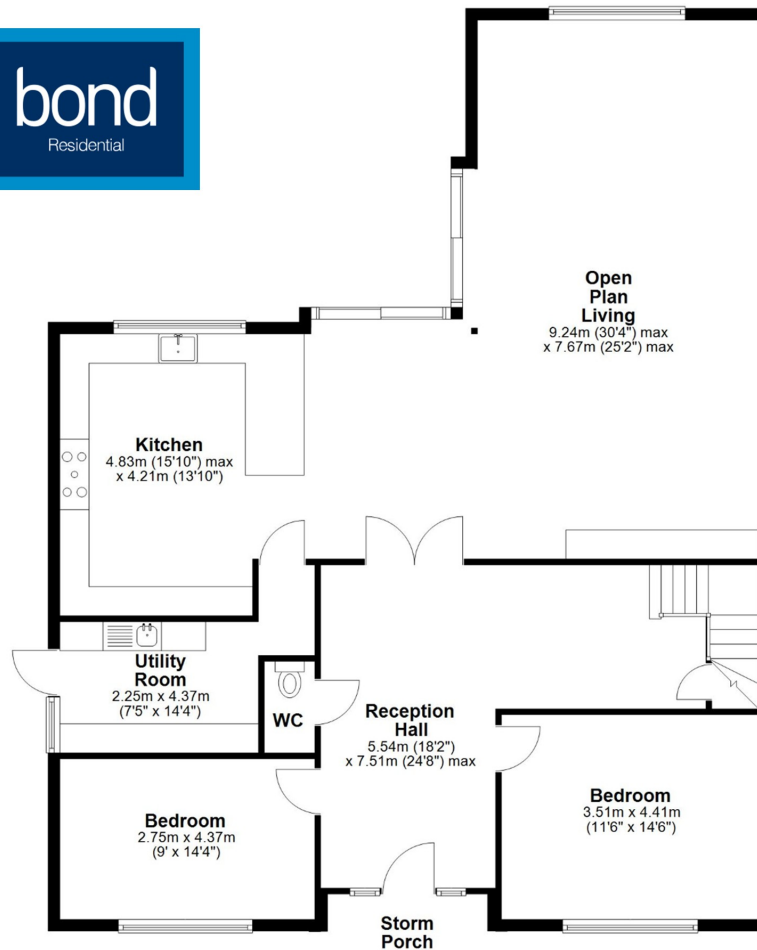 bond
Residential
Open
Plan
Living
9.24m (30'4") max
x 7.67m (25'2") max
Kitchen
4.83m (15'10") max
x 4.21m (13'10")
Utility
Room
2.25m x 4.37m
(7'5" x 14'4")
WC
Reception
Hall
5.54m (18'2")
x 7.51m (24'8") max
Bedroom
2.75m x 4.37m
(9' x 14'4")
Bedroom
3.51m x 4.41m
(11'6" x 14'6")
Storm
Porch